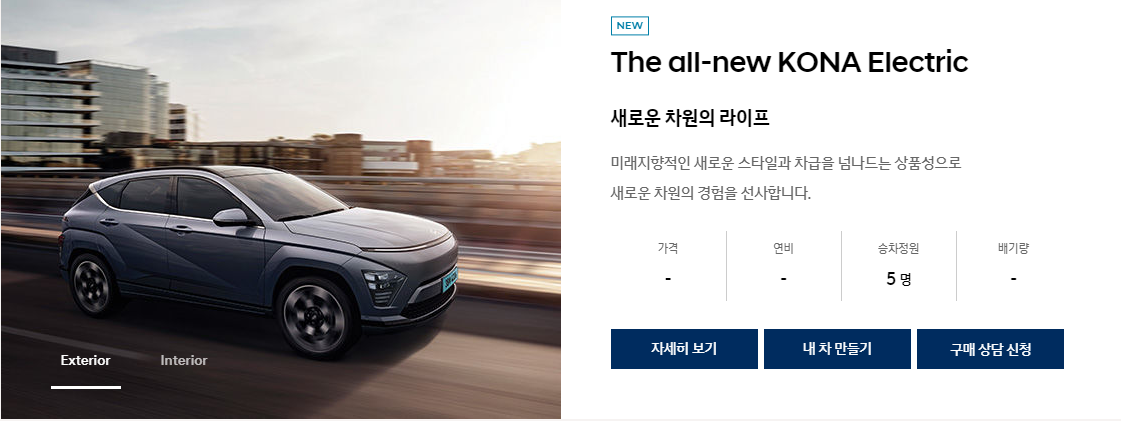 NEW
The all-new KONA Electric
새로운 차원의 라이프
미래지향적인 새로운 스타일과 차급을 넘나드는 상품성으로
새로운 차원의 경험을 선사합니다.
가격 연비 승차정원 배기량
- - 5 명 -
Exterior Interior
자세히 보기 내 차 만들기 구매 상담 신청